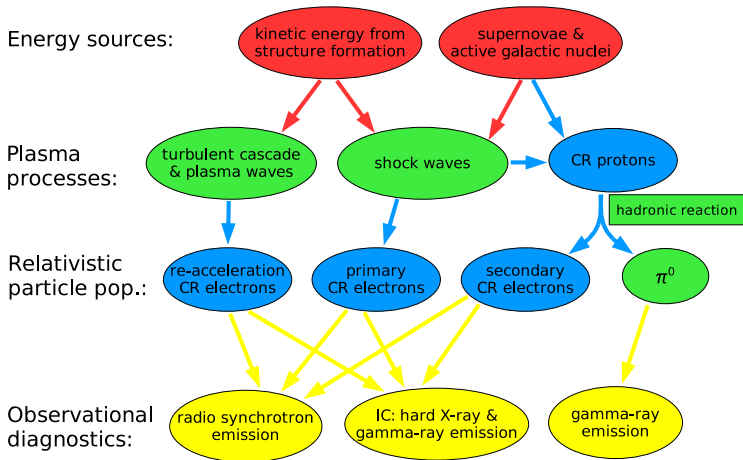 Energy sources:
kinetic energy from
structure formation
supernovae &
active galactic nuclei
Plasma
processes:
turbulent cascade
& plasma waves
shock waves
CR protons
hadronic reaction
Relativistic
particle pop.:
re-acceleration
CR electrons
primary
CR electrons
secondary
CR electrons
π⁰
Observational
diagnostics:
radio synchrotron
emission
IC: hard X-ray &
gamma-ray emission
gamma-ray
emission